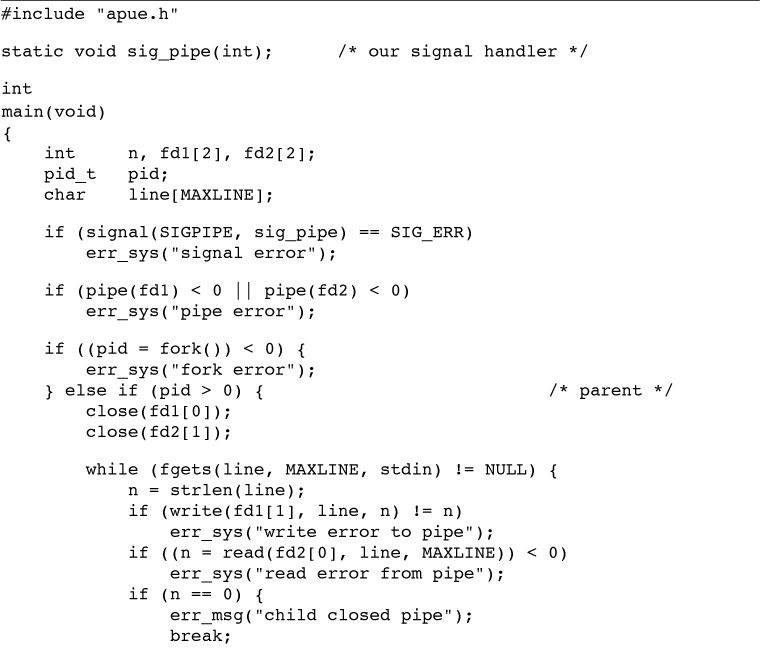 #include "apue.h"
static void sig_pipe(int);      /* our signal handler */
int
main(void)
{
    int     n, fd1[2], fd2[2];
    pid_t   pid;
    char    line[MAXLINE];
    if (signal(SIGPIPE, sig_pipe) == SIG_ERR)
        err_sys("signal error");
    if (pipe(fd1) < 0 || pipe(fd2) < 0)
        err_sys("pipe error");
    if ((pid = fork()) < 0) {
        err_sys("fork error");
    } else if (pid > 0) {                           /* parent */
        close(fd1[0]);
        close(fd2[1]);
        while (fgets(line, MAXLINE, stdin) != NULL) {
            n = strlen(line);
            if (write(fd1[1], line, n) != n)
                err_sys("write error to pipe");
            if ((n = read(fd2[0], line, MAXLINE)) < 0)
                err_sys("read error from pipe");
            if (n == 0) {
                err_msg("child closed pipe");
                break;